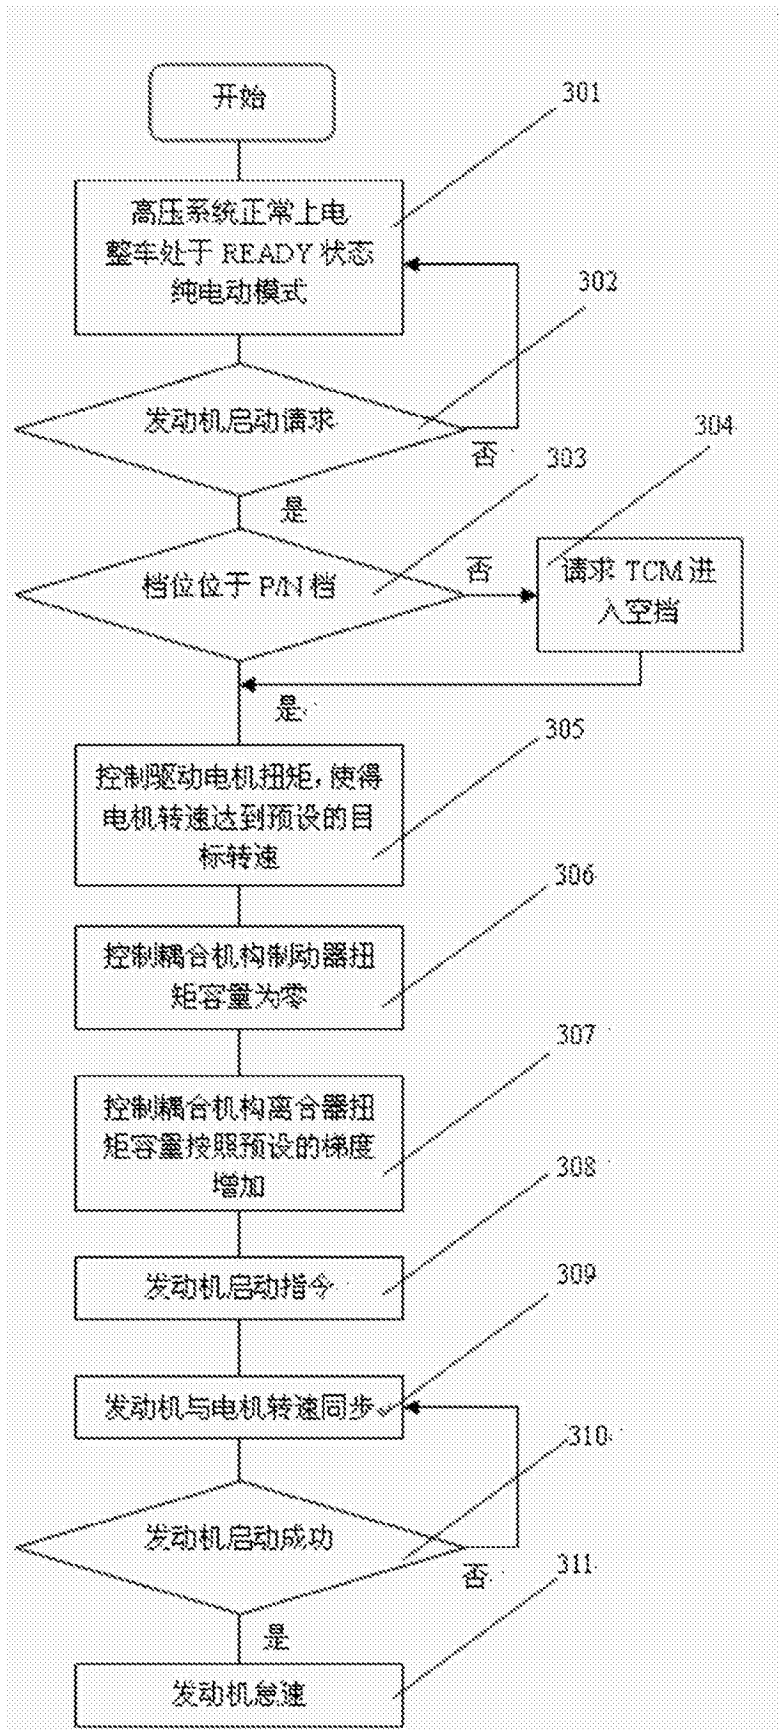 开始
301
高压系统正常上电
整车处于 READY 状态
纯电动模式
302
发动机启动请求
否
304
303
是
档位位于 P/N 档
否
请求 TCM 进
入空挡
是
305
控制驱动电机扭矩，使得
电机转速达到预设的目
标转速
306
控制耦合机构制动器扭
矩容量为零
307
控制耦合机构离合器扭
矩容量按照预设的梯度
增加
308
发动机启动指令
309
发动机与电机转速同步
310
发动机启动成功
否
311
是
发动机怠速